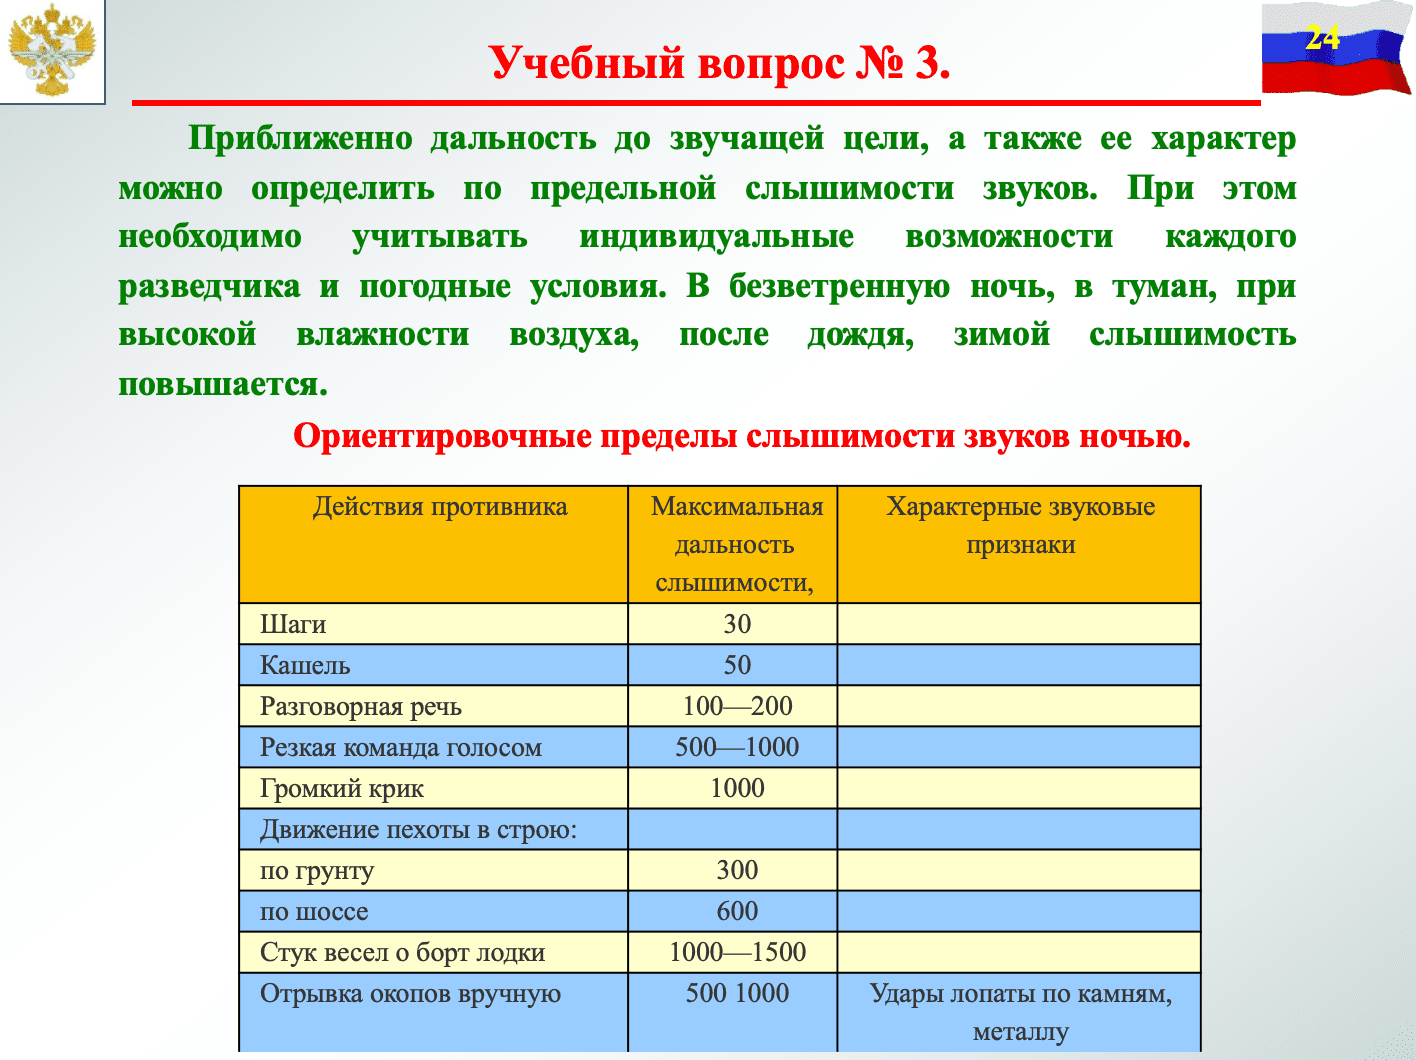 24
Учебный вопрос № 3.
Приближенно дальность до звучащей цели, а также ее характер
можно определить по предельной слышимости звуков. При этом
необходимо учитывать индивидуальные возможности каждого
разведчика и погодные условия. В безветренную ночь, в туман, при
высокой влажности воздуха, после дождя, зимой слышимость
повышается.
Ориентировочные пределы слышимости звуков ночью.
Действия противника
Максимальная
дальность
слышимости,
Характерные звуковые
признаки
Шаги 30
Кашель 50
Разговорная речь 100—200
Резкая команда голосом 500—1000
Громкий крик 1000
Движение пехоты в строю:
по грунту 300
по шоссе 600
Стук весел о борт лодки 1000—1500
Отрывка окопов вручную 500 1000 Удары лопаты по камням,
металлу